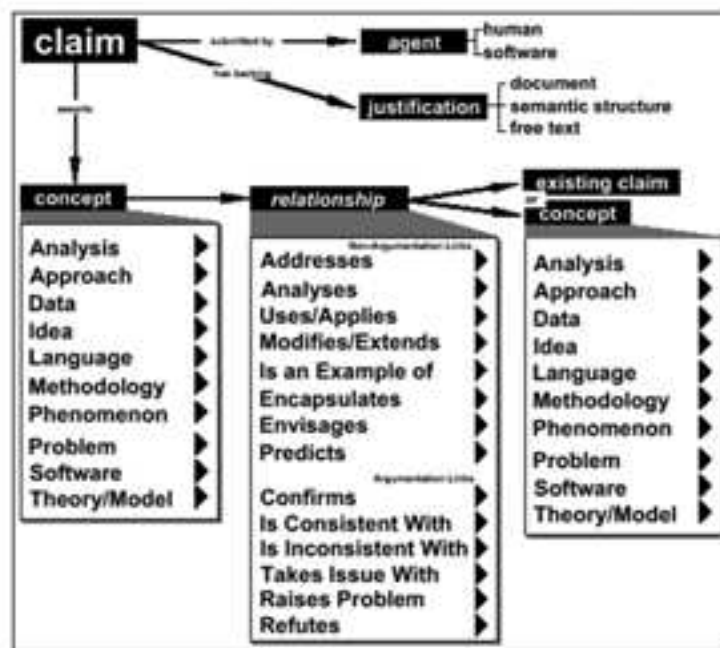 claim
submitted by
agent
human
software
has backing
justification
document
semantic structure
free text
asserts
concept
relationship
existing claim
or
concept
Analysis
Approach
Data
Idea
Language
Methodology
Phenomenon
Problem
Software
Theory/Model
Non-Argumentation Links
Addresses
Analyses
Uses/Applies
Modifies/Extends
Is an Example of
Encapsulates
Envisages
Predicts
Argumentation Links
Confirms
Is Consistent With
Is Inconsistent With
Takes Issue With
Raises Problem
Refutes
Analysis
Approach
Data
Idea
Language
Methodology
Phenomenon
Problem
Software
Theory/Model